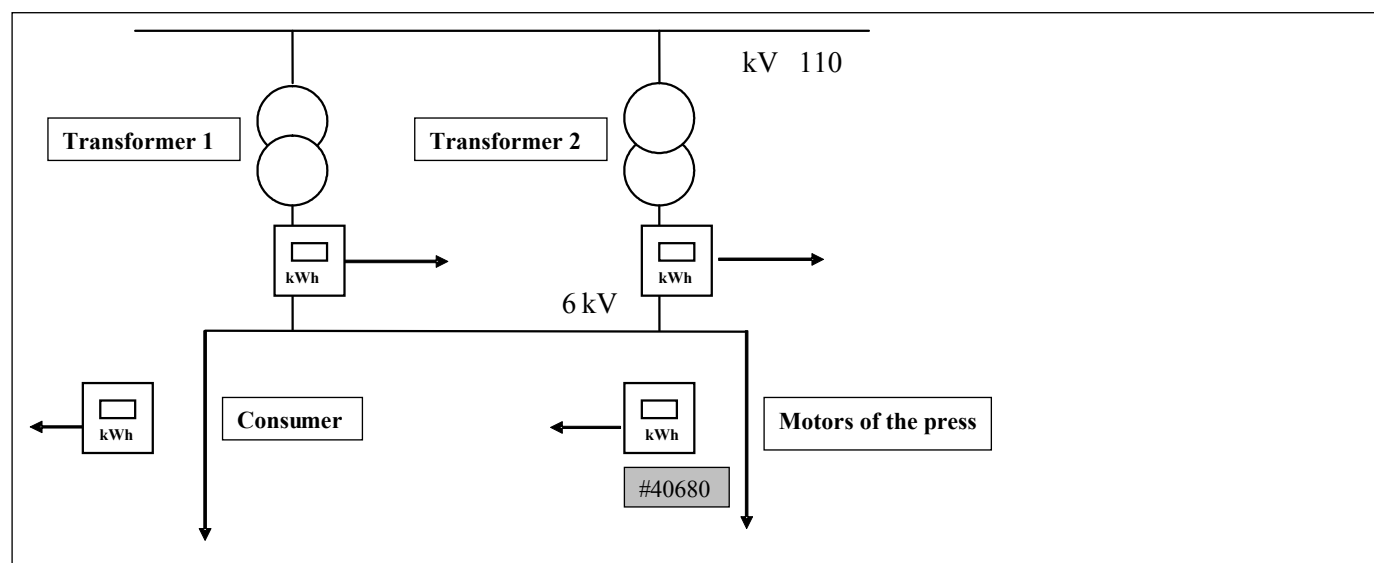 kV 110
Transformer 1
Transformer 2
kWh
kWh
6 kV
kWh
Consumer
kWh
Motors of the press
#40680